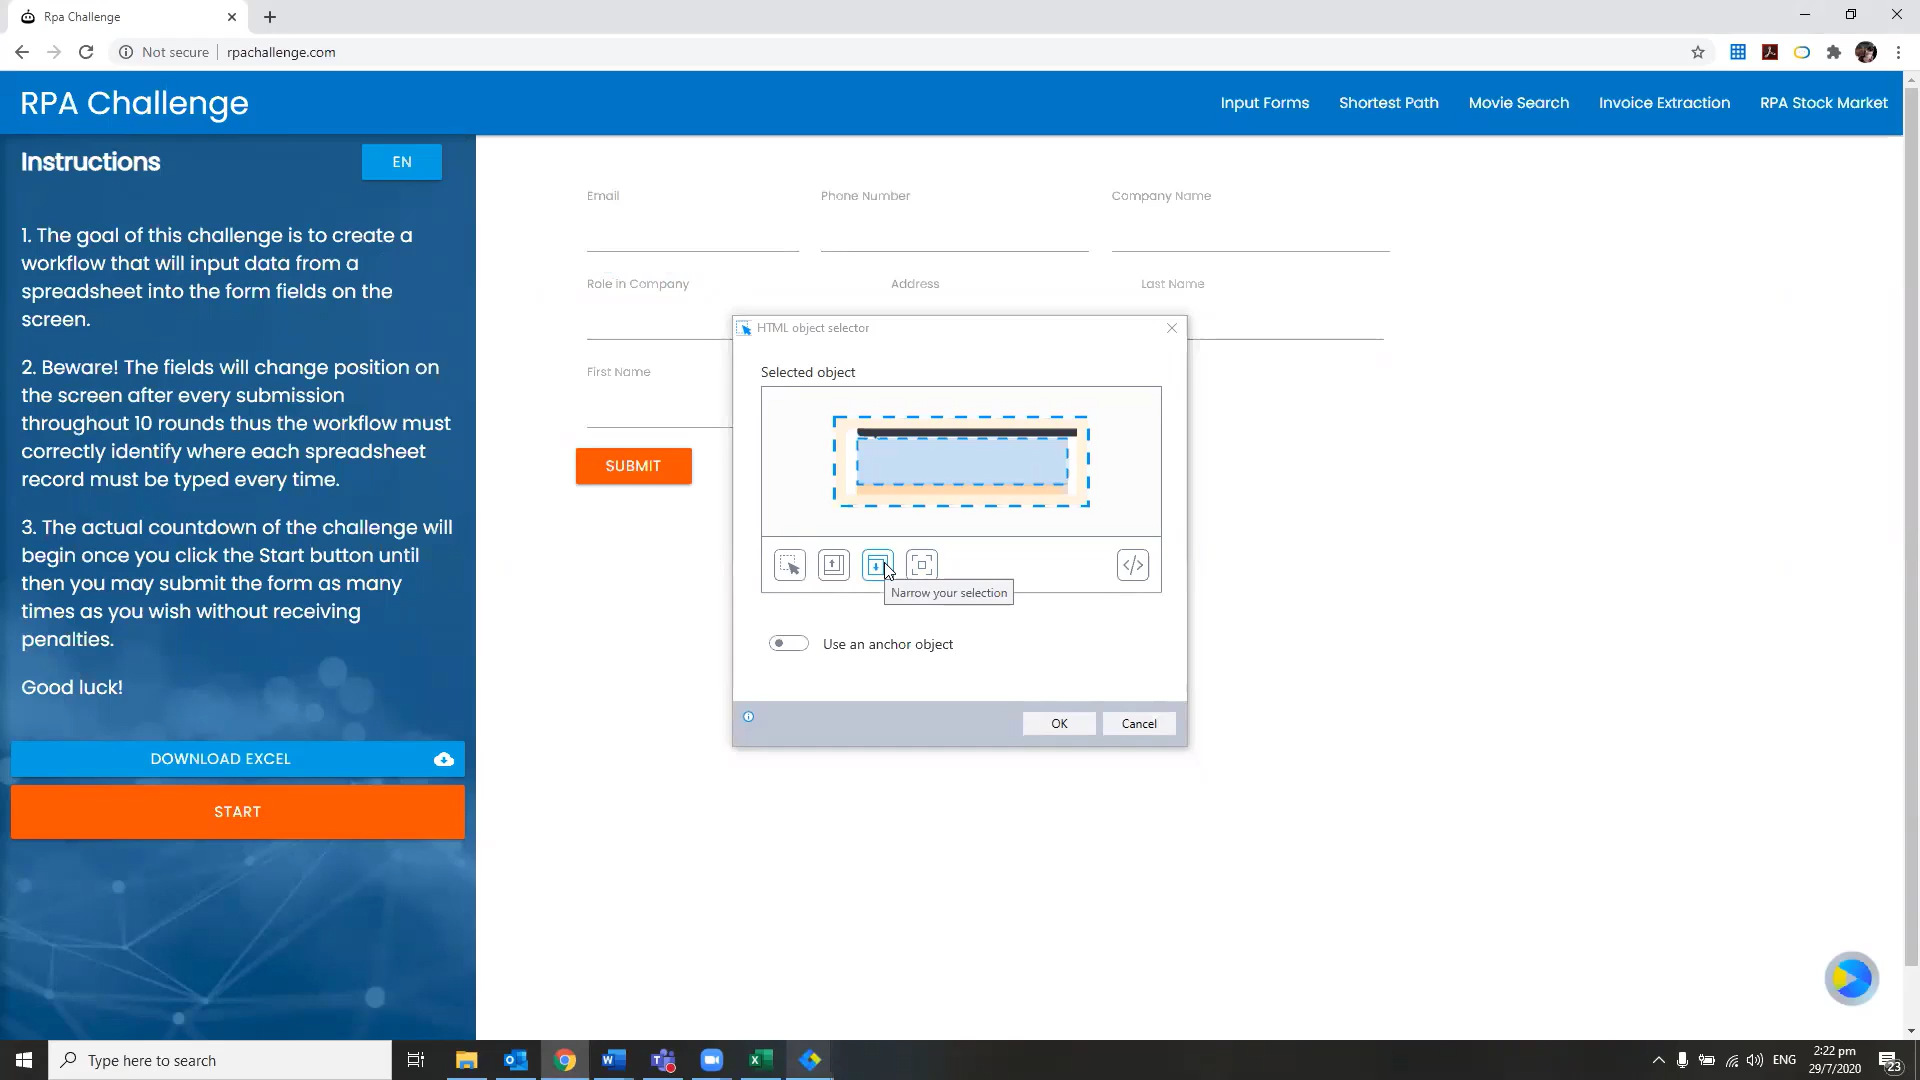 Rpa Challenge
Not secure
rpachallenge.com
RPA Challenge
Input Forms
Shortest Path
Movie Search
Invoice Extraction
RPA Stock Market
Instructions
EN
1. The goal of this challenge is to create a
workflow that will input data from a
spreadsheet into the form fields on the
screen.
2. Beware! The fields will change position on
the screen after every submission
throughout 10 rounds thus the workflow must
correctly identify where each spreadsheet
record must be typed every time.
3. The actual countdown of the challenge will
begin once you click the Start button until
then you may submit the form as many
times as you wish without receiving
penalties.
Good luck!
DOWNLOAD EXCEL
START
Email
Phone Number
Company Name
Role in Company
Address
Last Name
First Name
SUBMIT
HTML object selector
Selected object
Narrow your selection
Use an anchor object
OK
Cancel
Type here to search
ENG
2:22 pm
29/7/2020
23